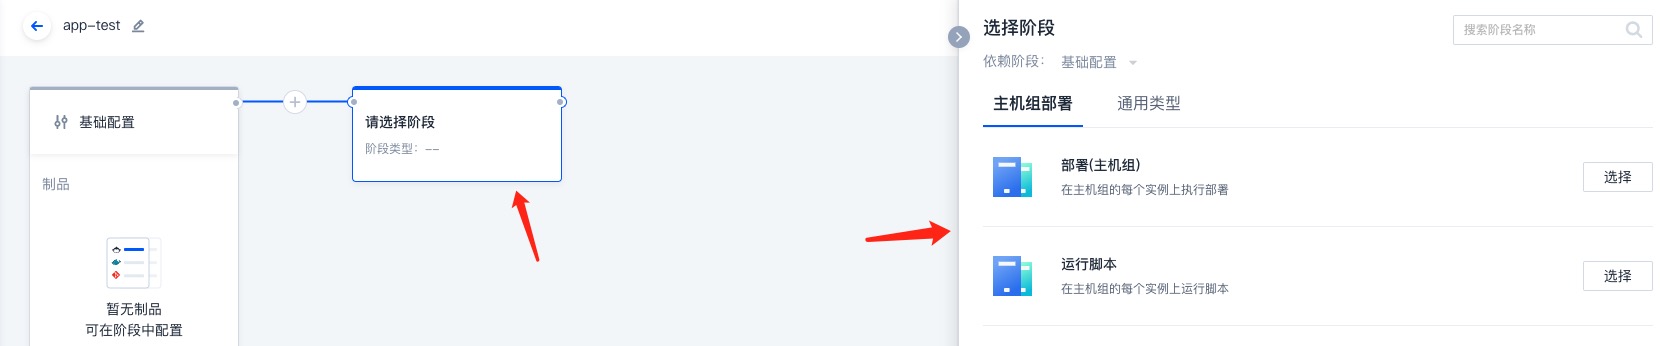 app-test
基础配置
制品
暂无制品
可在阶段中配置
请选择阶段
阶段类型: --
选择阶段
搜索阶段名称
依赖阶段: 基础配置
主机组部署 通用类型
部署(主机组)
在主机组的每个实例上执行部署
选择
运行脚本
在主机组的每个实例上运行脚本
选择